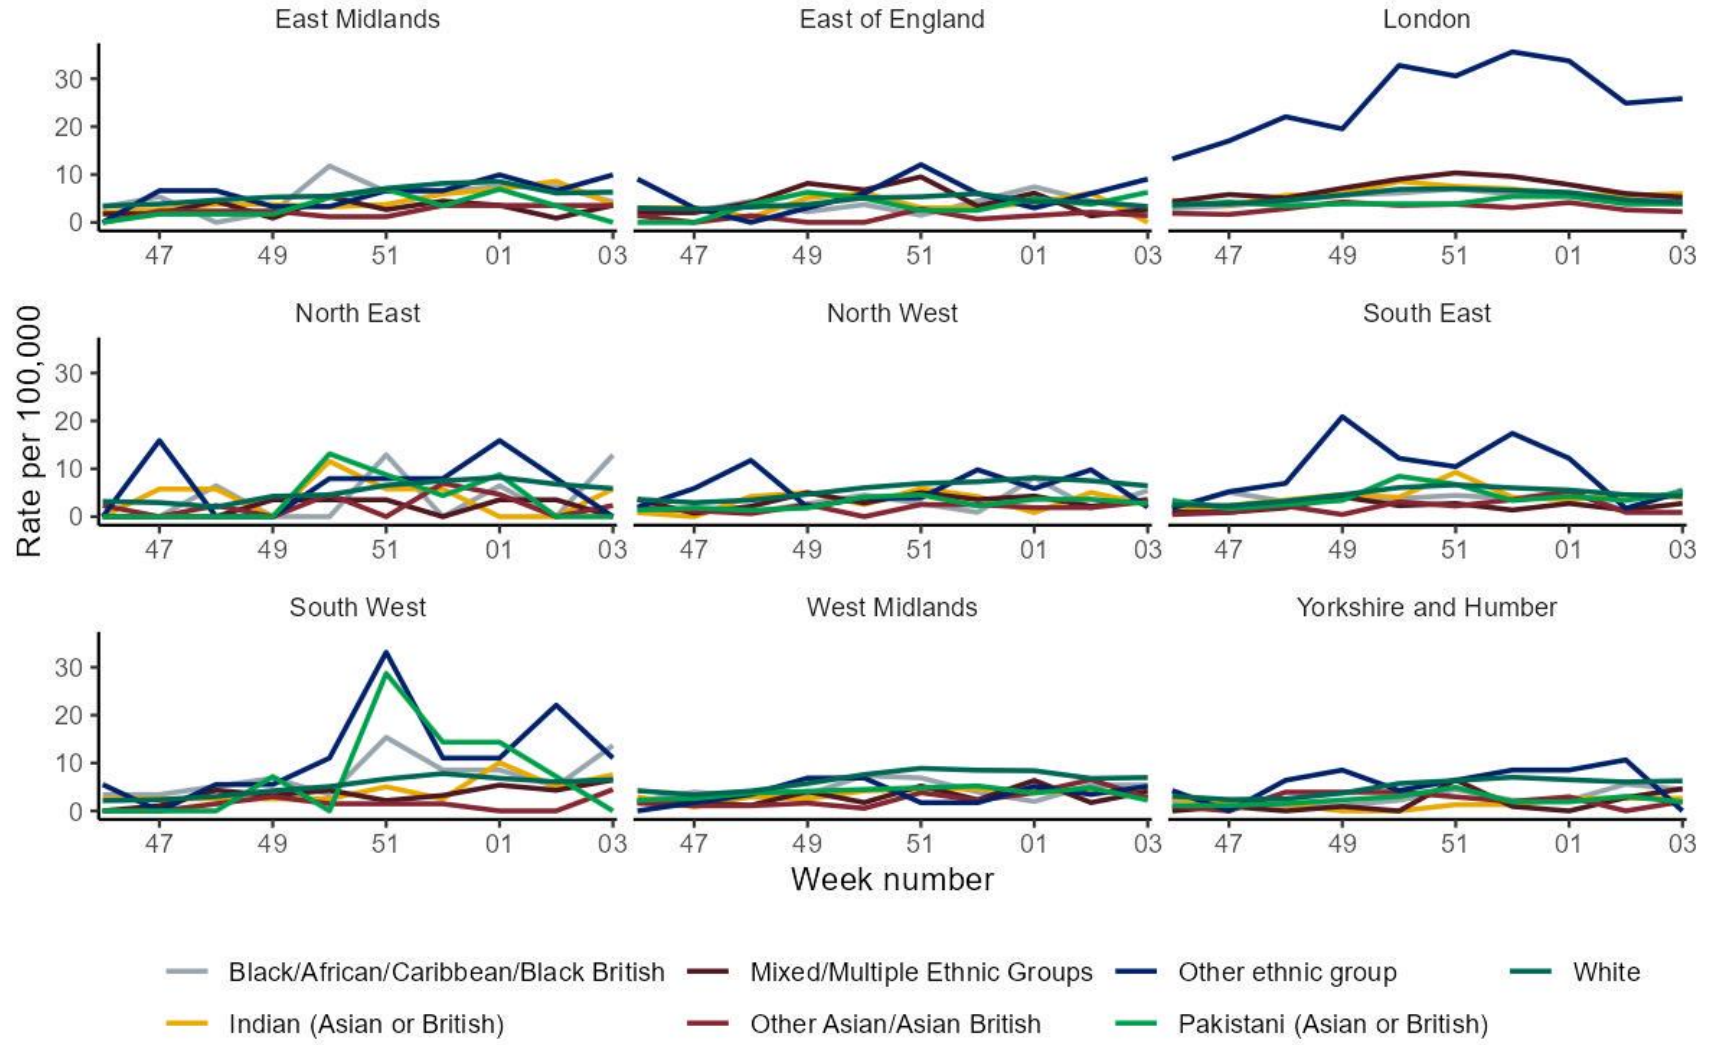 East Midlands East of England London
30
20
10
0
47 49 51 01 03 47 49 51 01 03 47 49 51 01 03
North East North West South East
Rate per 100,000
30
20
10
0
47 49 51 01 03 47 49 51 01 03 47 49 51 01 03
South West West Midlands Yorkshire and Humber
30
20
10
0
47 49 51 01 03 47 49 51 01 03 47 49 51 01 03
Week number
Black/African/Caribbean/Black British Mixed/Multiple Ethnic Groups Other ethnic group White
Indian (Asian or British) Other Asian/Asian British Pakistani (Asian or British)